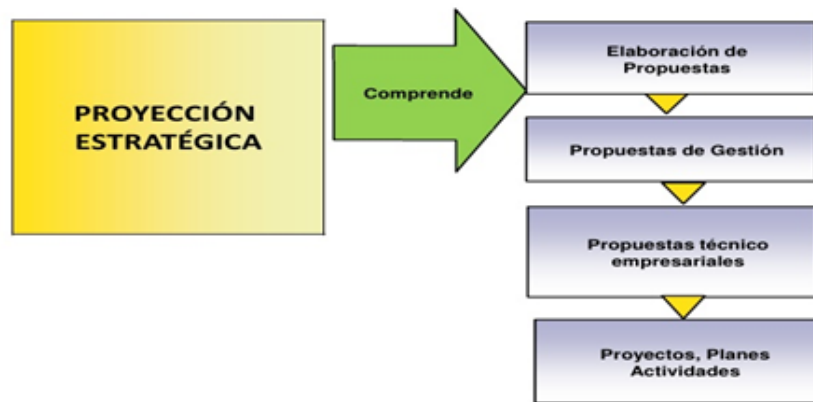 PROYECCIÓN
ESTRATÉGICA
Comprende
Elaboración de
Propuestas
Propuestas de Gestión
Propuestas técnico
empresariales
Proyectos, Planes
Actividades